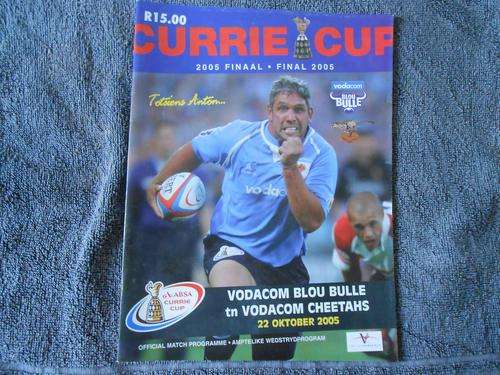 R15.00
CURRIE CUP
2005 FINAAL • FINAL 2005
vodacom
BLOU
BULLE
Totsiens Anton...
vodacom
ABSA
CURRIE
CUP
VODACOM BLOU BULLE
tn VODACOM CHEETAHS
22 OKTOBER 2005
OFFICIAL MATCH PROGRAMME • AMPTELIKE WEDSTRYDPROGRAM